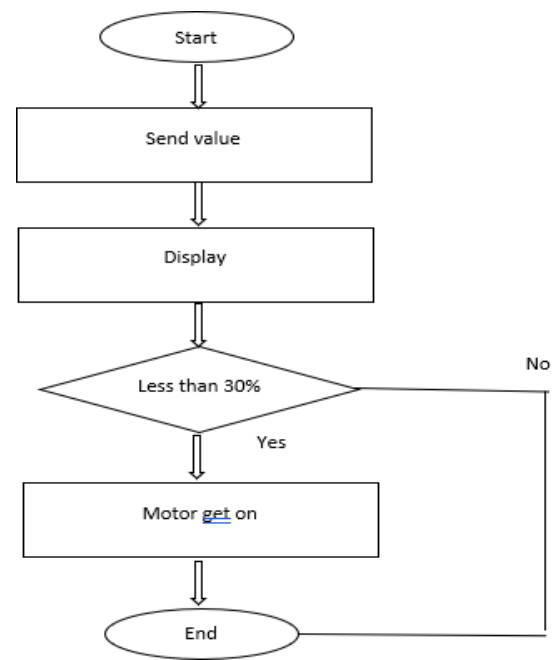 Start
Send value
Display
Less than 30%
No
Yes
Motor get on
End